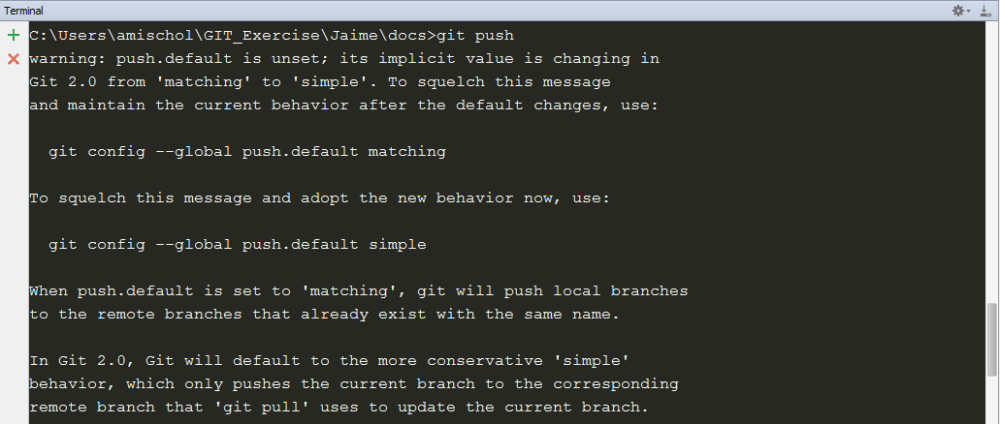 Terminal
C:\Users\amischol\GIT_Exercise\Jaime\docs>git push
warning: push.default is unset; its implicit value is changing in
Git 2.0 from 'matching' to 'simple'. To squelch this message
and maintain the current behavior after the default changes, use:
git config --global push.default matching
To squelch this message and adopt the new behavior now, use:
git config --global push.default simple
When push.default is set to 'matching', git will push local branches
to the remote branches that already exist with the same name.
In Git 2.0, Git will default to the more conservative 'simple'
behavior, which only pushes the current branch to the corresponding
remote branch that 'git pull' uses to update the current branch.